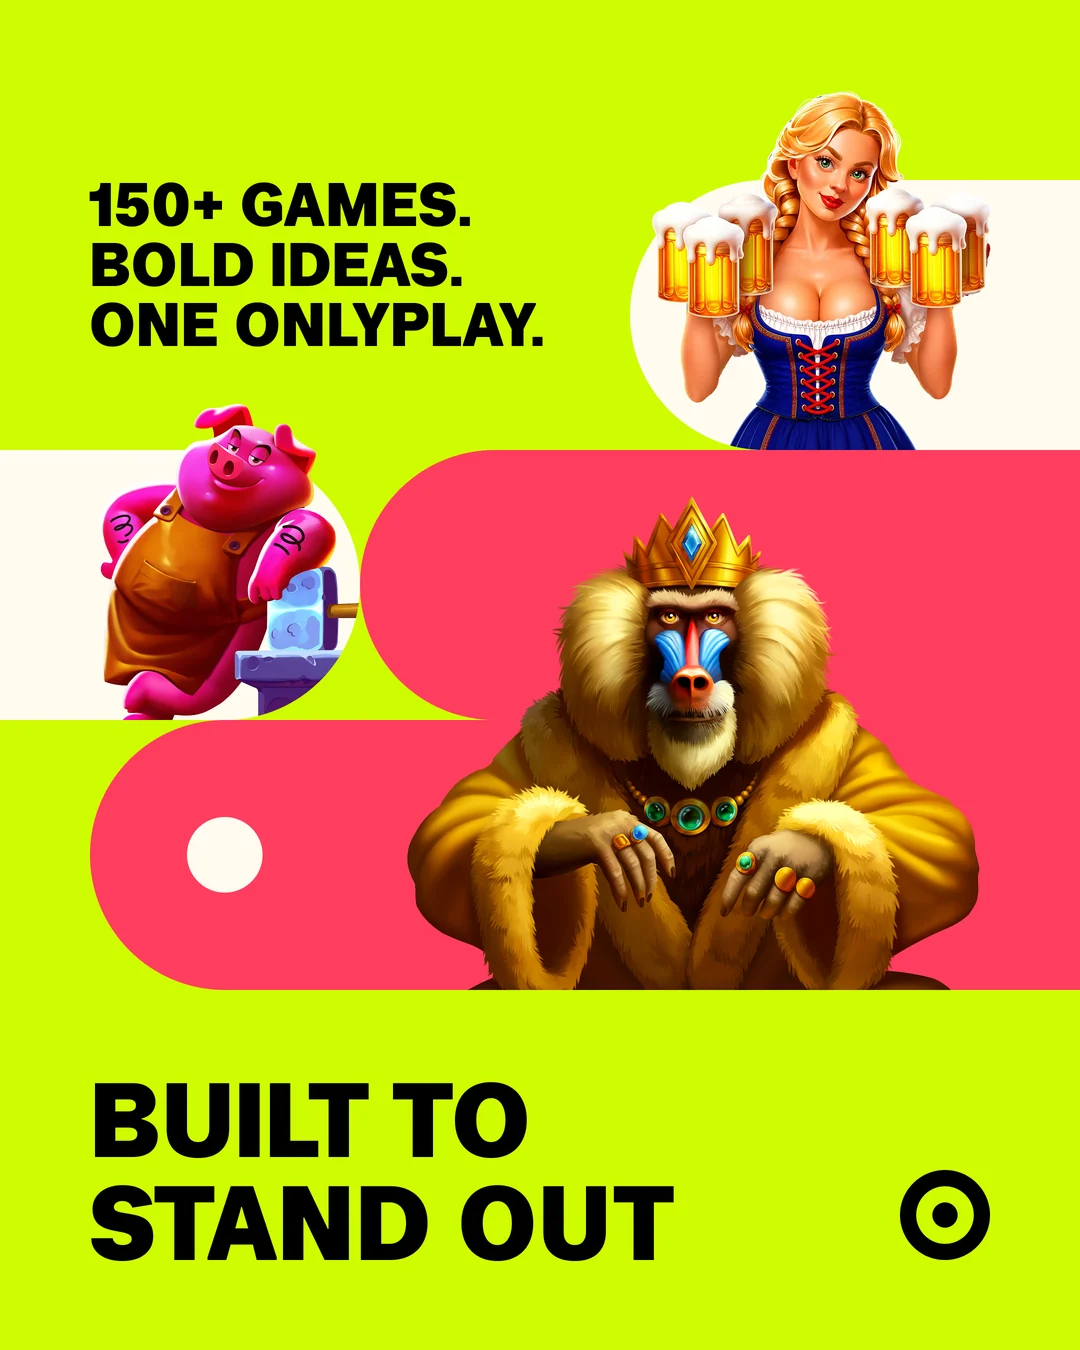 150+ GAMES.
BOLD IDEAS.
ONE ONLYPLAY.
BUILT TO
STAND OUT